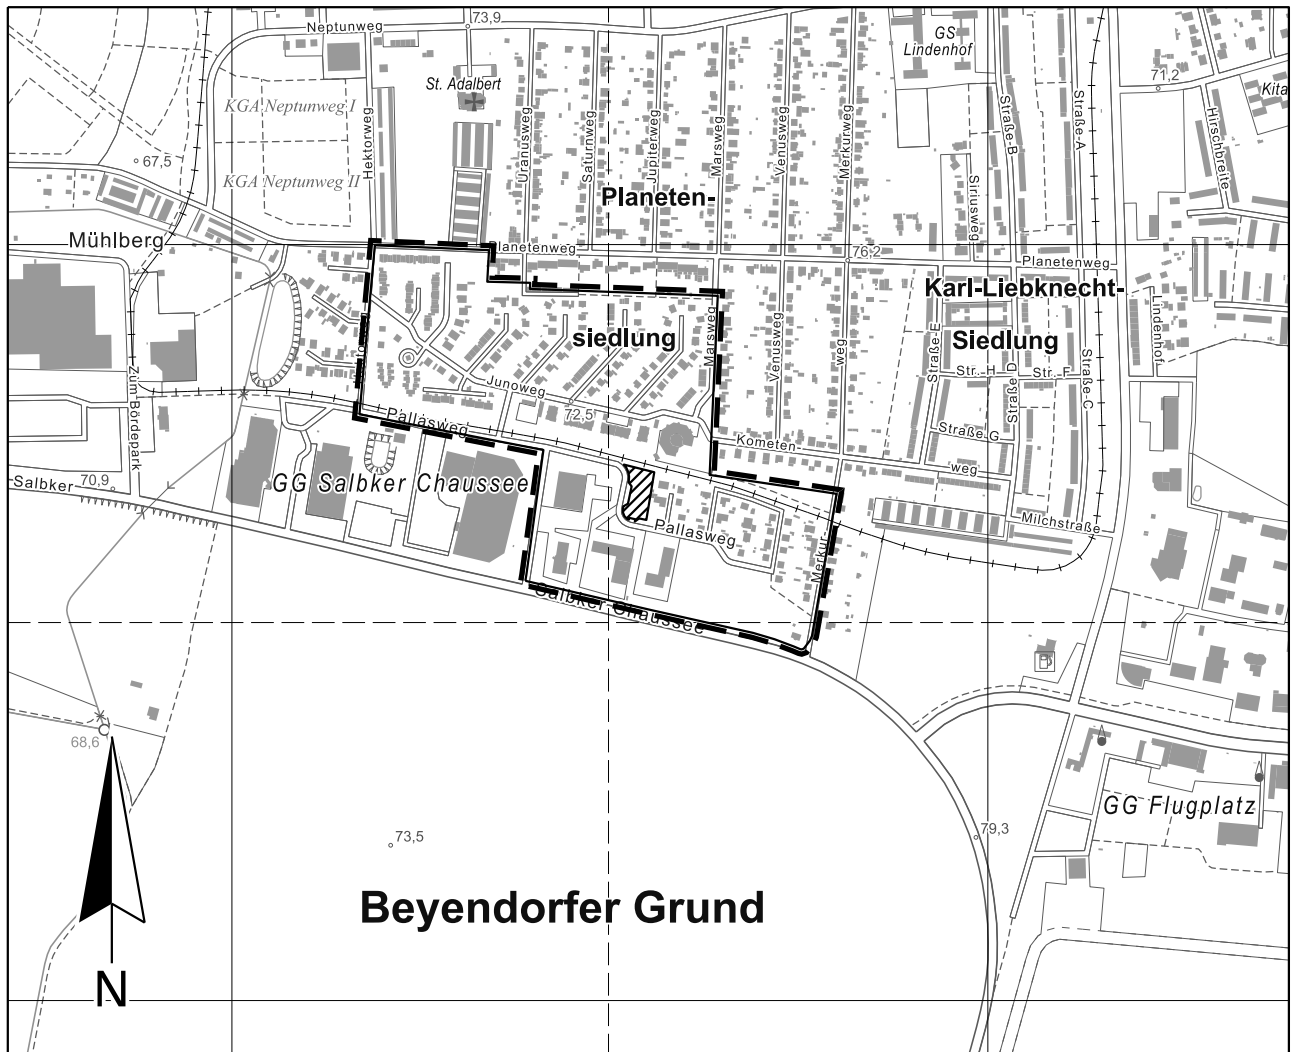 73,9
Neptunweg
GS
Lindenhof
71,2
St. Adalbert
Kita
KGA Neptunweg I
Hektorweg
Uranusweg
Saturnweg
Jupiterweg
Marsweg
Venusweg
Merkurweg
Straße-B
Straße-A
Hirschbreite
67,5
KGA Neptunweg II
Siriusweg
Planeten-
Mühlberg
Planetenweg
76,2
Planetenweg
Karl-Liebknecht-
siedlung
Siedlung
Marsweg
Venusweg
weg
Straße-E
Lindenhof
Zum Bördepark
Junoweg
Str.-H
Straße D
Str.-F
Straße-C
72,5
Pallasweg
Kometen
weg
Straße-G
70,9
Salbker
GG Salbker Chaussee
Pallasweg
Milchstraße
Merkur-
Salbker Chaussee
68,6
GG Flugplatz
73,5
79,3
Beyendorfer Grund
N